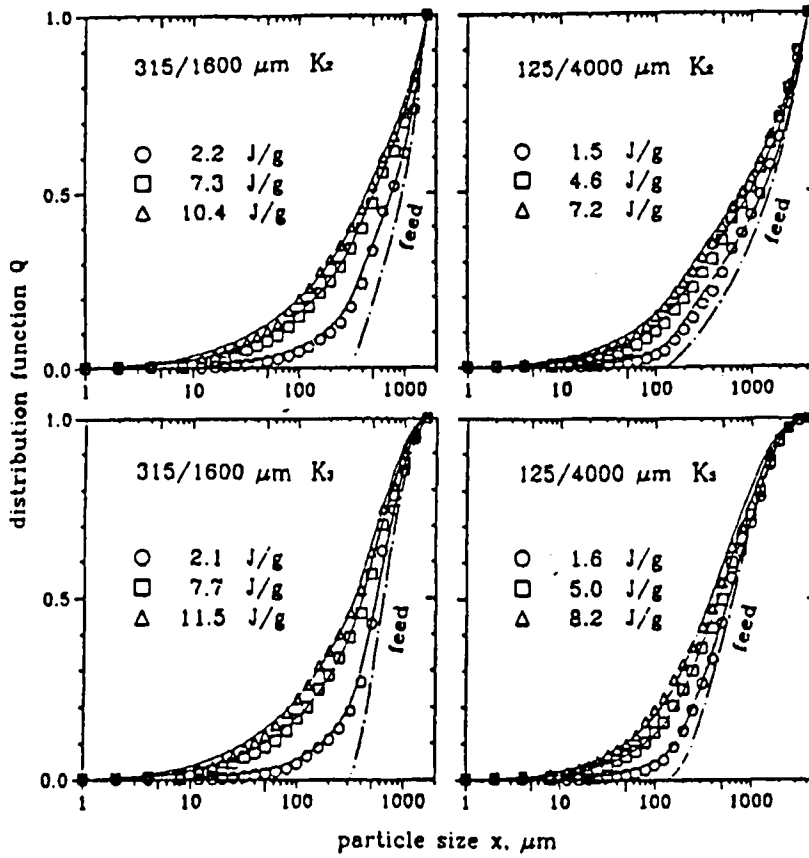 distribution function Q
1.0
0.5
0.0
315/1600 μm K₂
○ 2.2 J/g
□ 7.3 J/g
△ 10.4 J/g
feed
1 10 100 1000
125/4000 μm K₂
○ 1.5 J/g
□ 4.6 J/g
△ 7.2 J/g
feed
1 10 100 1000
1.0
0.5
0.0
315/1600 μm K₃
○ 2.1 J/g
□ 7.7 J/g
△ 11.5 J/g
feed
1 10 100 1000
125/4000 μm K₃
○ 1.6 J/g
□ 5.0 J/g
△ 8.2 J/g
feed
1 10 100 1000
particle size x, μm